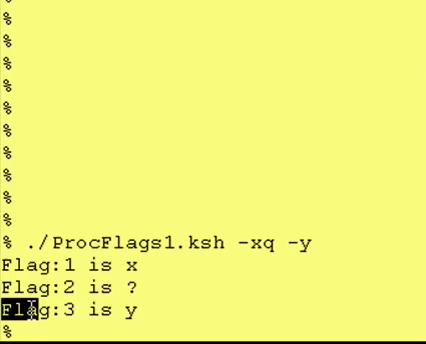 %
%
%
%
%
%
%
%
%
%
% ./ProcFlags1.ksh -xq -y
Flag:1 is x
Flag:2 is ?
Flag:3 is y
%